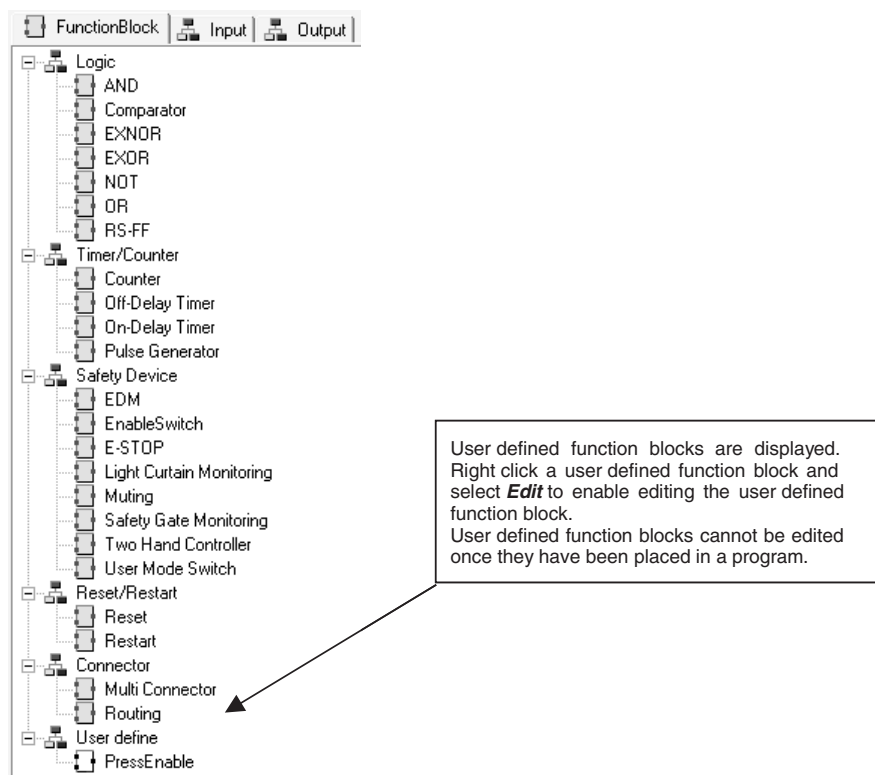 FunctionBlock Input Output
Logic
AND
Comparator
EXNOR
EXOR
NOT
OR
RS-FF
Timer/Counter
Counter
Off-Delay Timer
On-Delay Timer
Pulse Generator
Safety Device
EDM
EnableSwitch
E-STOP
Light Curtain Monitoring
Muting
Safety Gate Monitoring
Two Hand Controller
User Mode Switch
Reset/Restart
Reset
Restart
Connector
Multi Connector
Routing
User define
PressEnable
User defined function blocks are displayed.
Right click a user defined function block and
select Edit to enable editing the user defined
function block.
User defined function blocks cannot be edited
once they have been placed in a program.